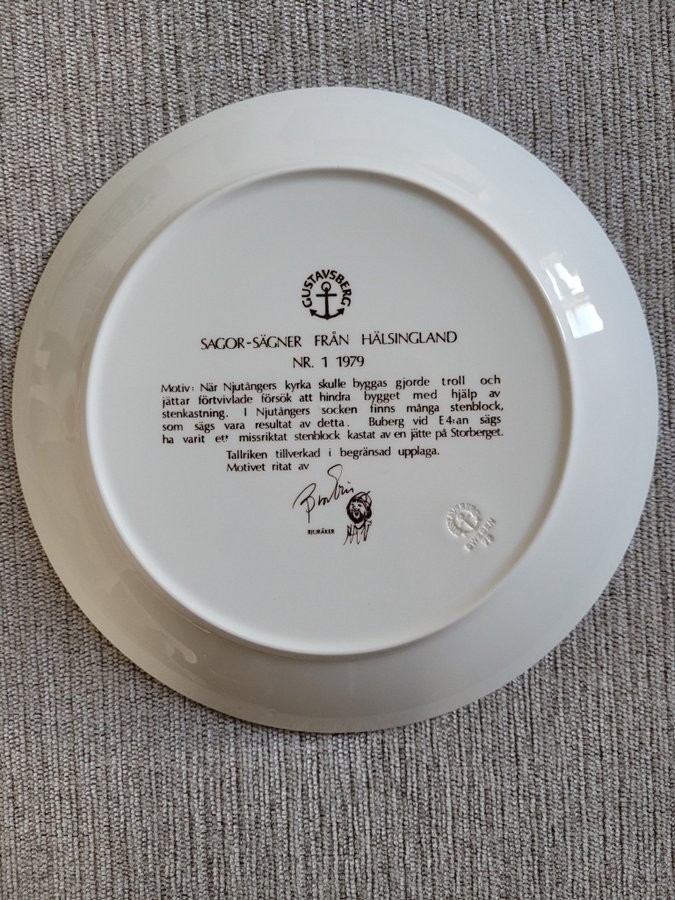 GUSTAVSBERG
SAGOR-SÄGNER FRÅN HÄLSINGLAND
NR. 1 1979
Motiv: När Njutångers kyrka skulle byggas gjorde troll och
jättar förtvivlade försök att hindra bygget med hjälp av
stenkastning. I Njutångers socken finns många stenblock,
som sägs vara resultat av detta. Buberg vid E4:an sägs
ha varit ett missriktat stenblock kastat av en jätte på Storberget.
Tallriken tillverkad i begränsad upplaga.
Motivet ritat av
BJURÅKER